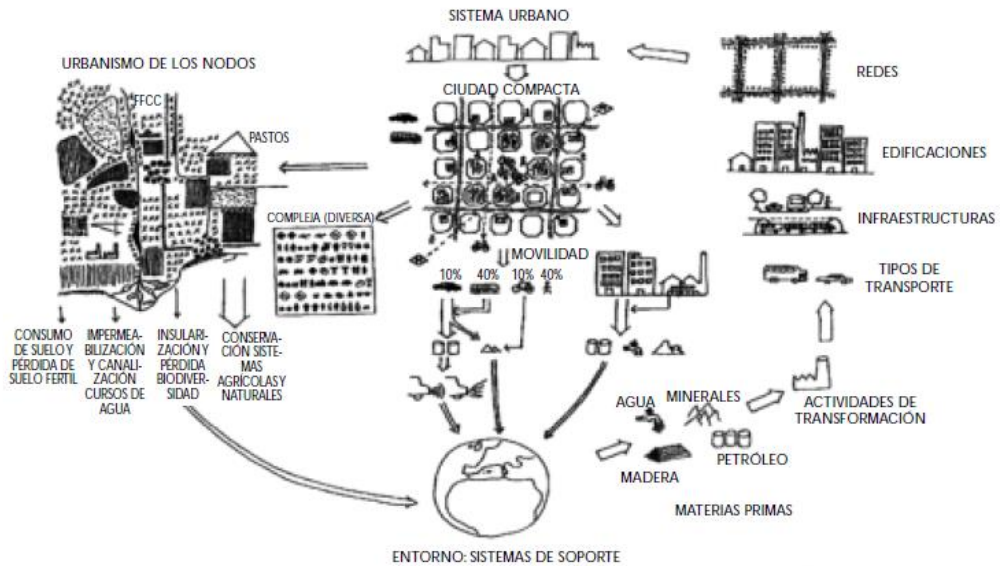 SISTEMA URBANO
URBANISMO DE LOS NODOS
FFCC
PASTOS
CIUDAD COMPACTA
REDES
EDIFICACIONES
INFRAESTRUCTURAS
TIPOS DE
TRANSPORTE
COMPLEJA (DIVERSA)
MOVILIDAD
10% 40% 10% 40%
CONSUMO
DE SUELO Y
PÉRDIDA DE
SUELO FERTIL
IMPERMEA-
BILIZACIÓN
Y CANALI-
ZACIÓN
CURSOS DE
AGUA
INSULARI-
ZACIÓN Y
PÉRDIDA
BIODIVER-
SIDAD
CONSERVA-
CIÓN SISTE-
MAS
AGRÍCOLAS Y
NATURALES
AGUA
MINERALES
MADERA
PETRÓLEO
ACTIVIDADES DE
TRANSFORMACIÓN
MATERIAS PRIMAS
ENTORNO: SISTEMAS DE SOPORTE